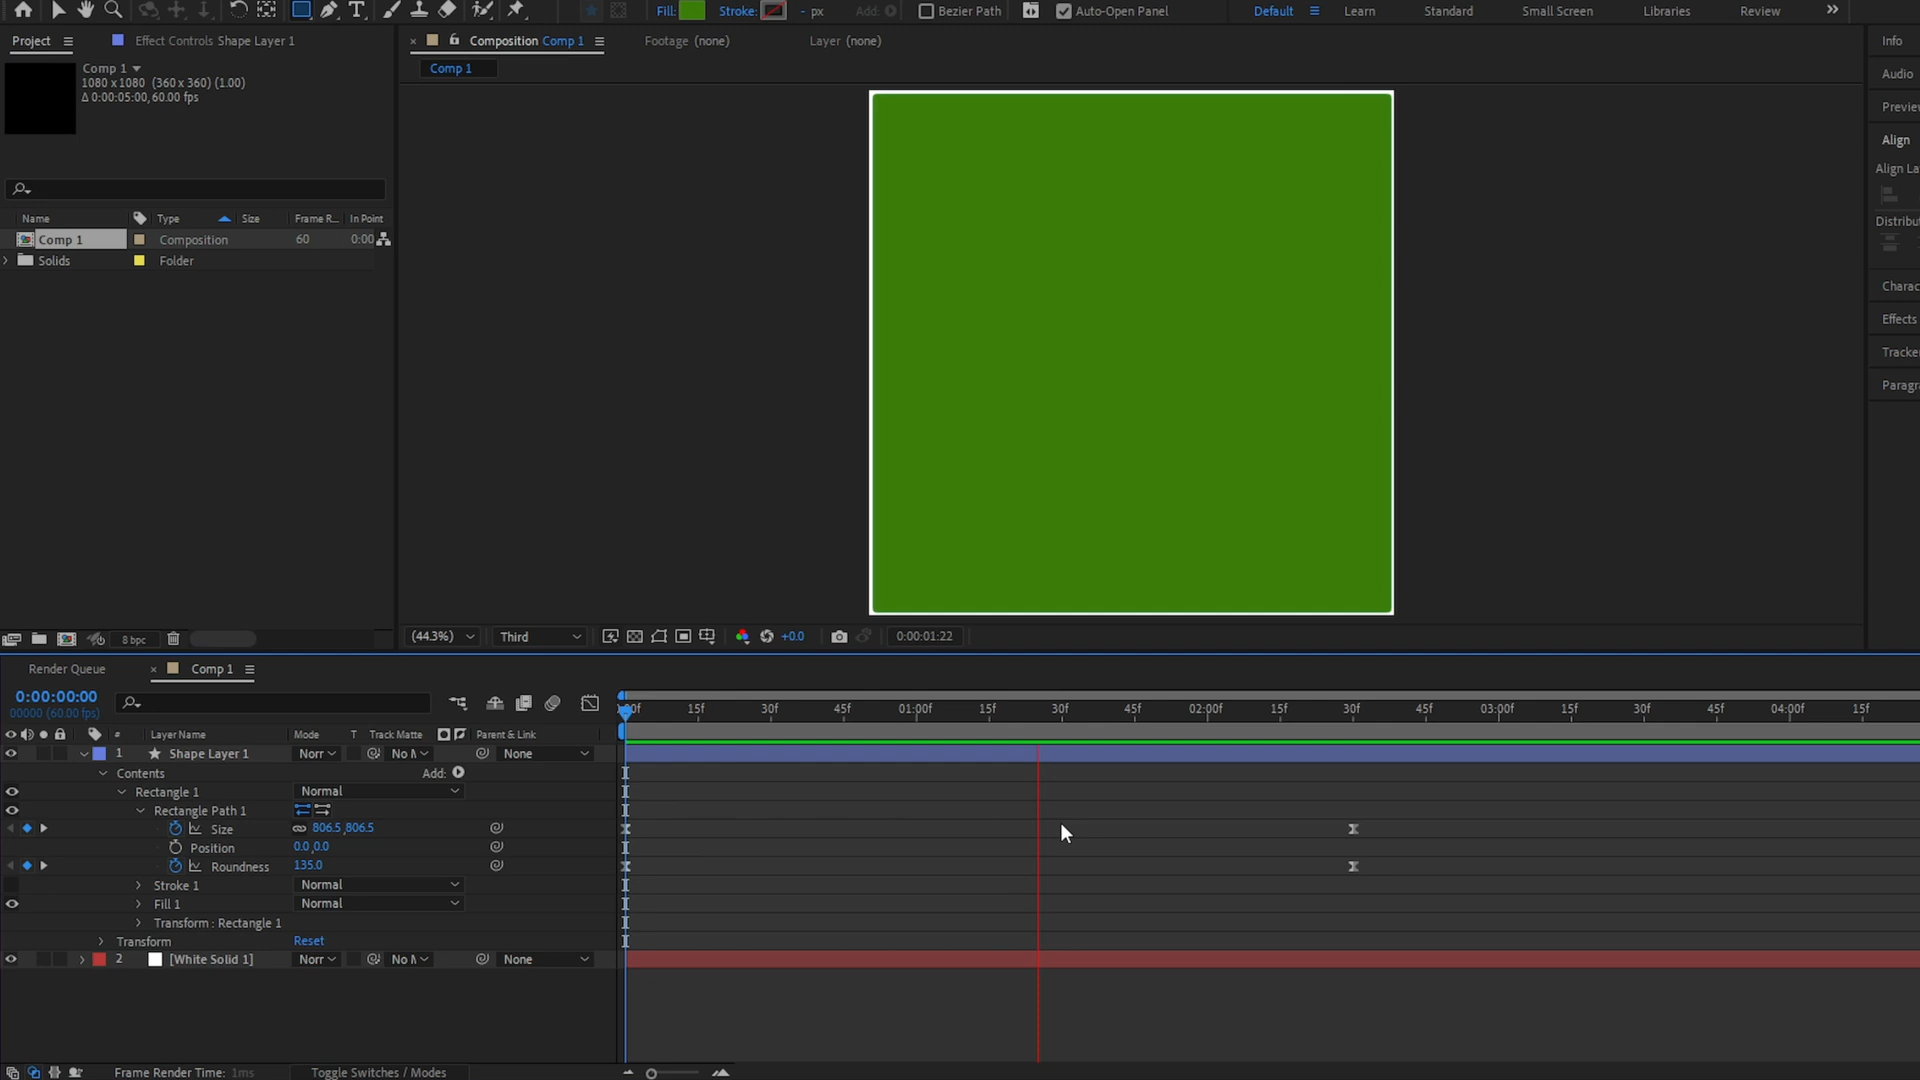 Fill:
Stroke:
- px
Add:
Bezier Path
Auto-Open Panel
Default
Learn
Standard
Small Screen
Libraries
Review
Project
Effect Controls Shape Layer 1
Composition Comp 1
Footage (none)
Layer (none)
Info
Comp 1
1080 x 1080 (360 x 360) (1.00)
Δ 0:00:05:00, 60.00 fps
Comp 1
Audio
Align
Align La
Name
Type
Size
Frame R...
In Point
Distribu
Comp 1
Composition
60
0:00
Solids
Folder
Charac
Effects
Tracke
Paragr
8 bpc
(44.3%)
Third
+0.0
0:00:01:22
Render Queue
Comp 1
0:00:00:00
00000 (60.00 fps)
15f
30f
45f
01:00f
15f
30f
45f
02:00f
15f
30f
45f
03:00f
15f
30f
45f
04:00f
15f
#
Layer Name
Mode
T
Track Matte
Parent & Link
1
Shape Layer 1
Norr
None
Contents
Add:
Rectangle 1
Normal
Rectangle Path 1
Size
806.5,806.5
Position
0.0,0.0
Roundness
135.0
Stroke 1
Normal
Fill 1
Normal
Transform : Rectangle 1
Transform
Reset
2
[White Solid 1]
Norr
None
Frame Render Time: 1ms
Toggle Switches / Modes